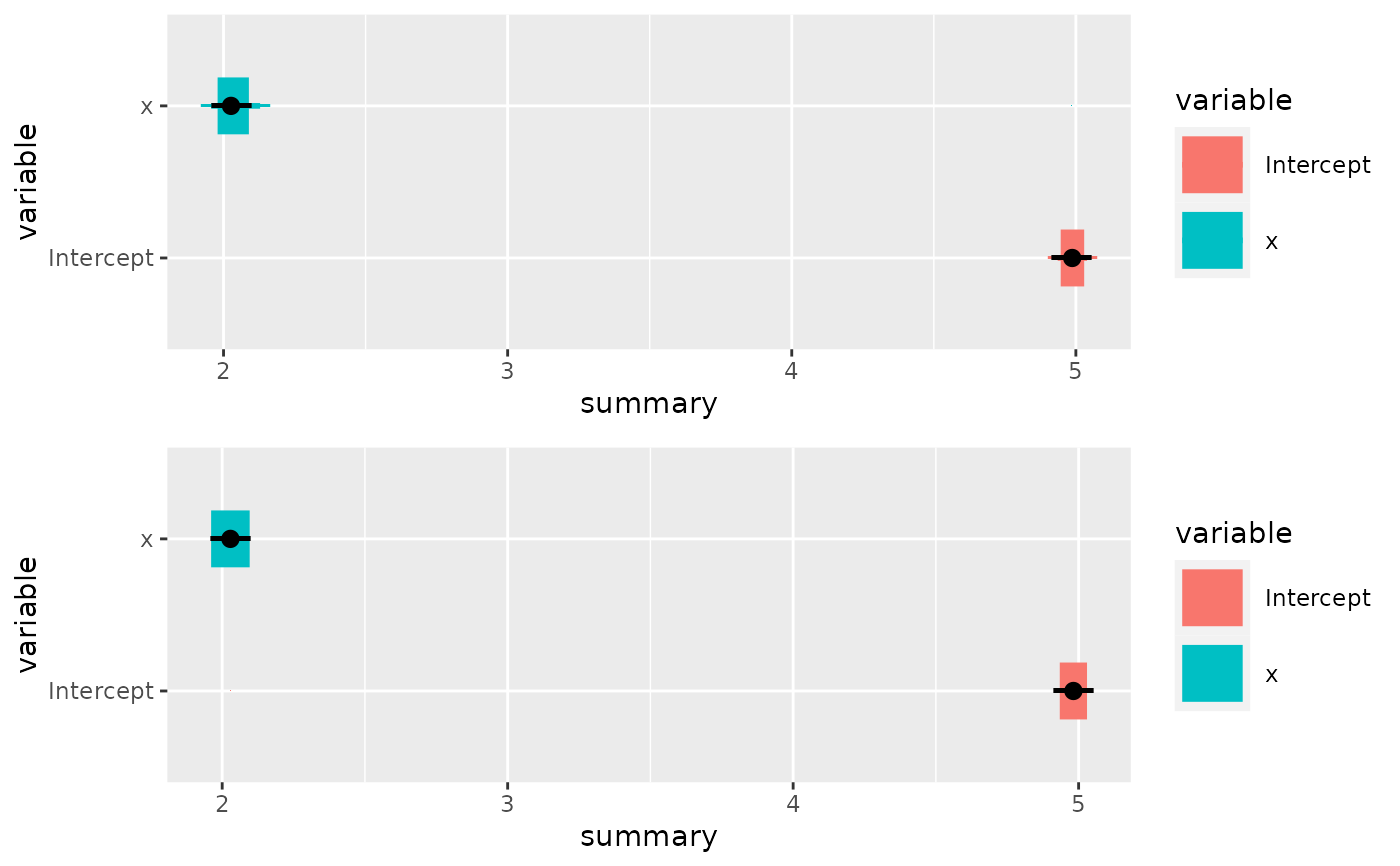 variable
x
Intercept
2 3 4 5
summary
variable
Intercept
x
variable
x
Intercept
2 3 4 5
summary
variable
Intercept
x